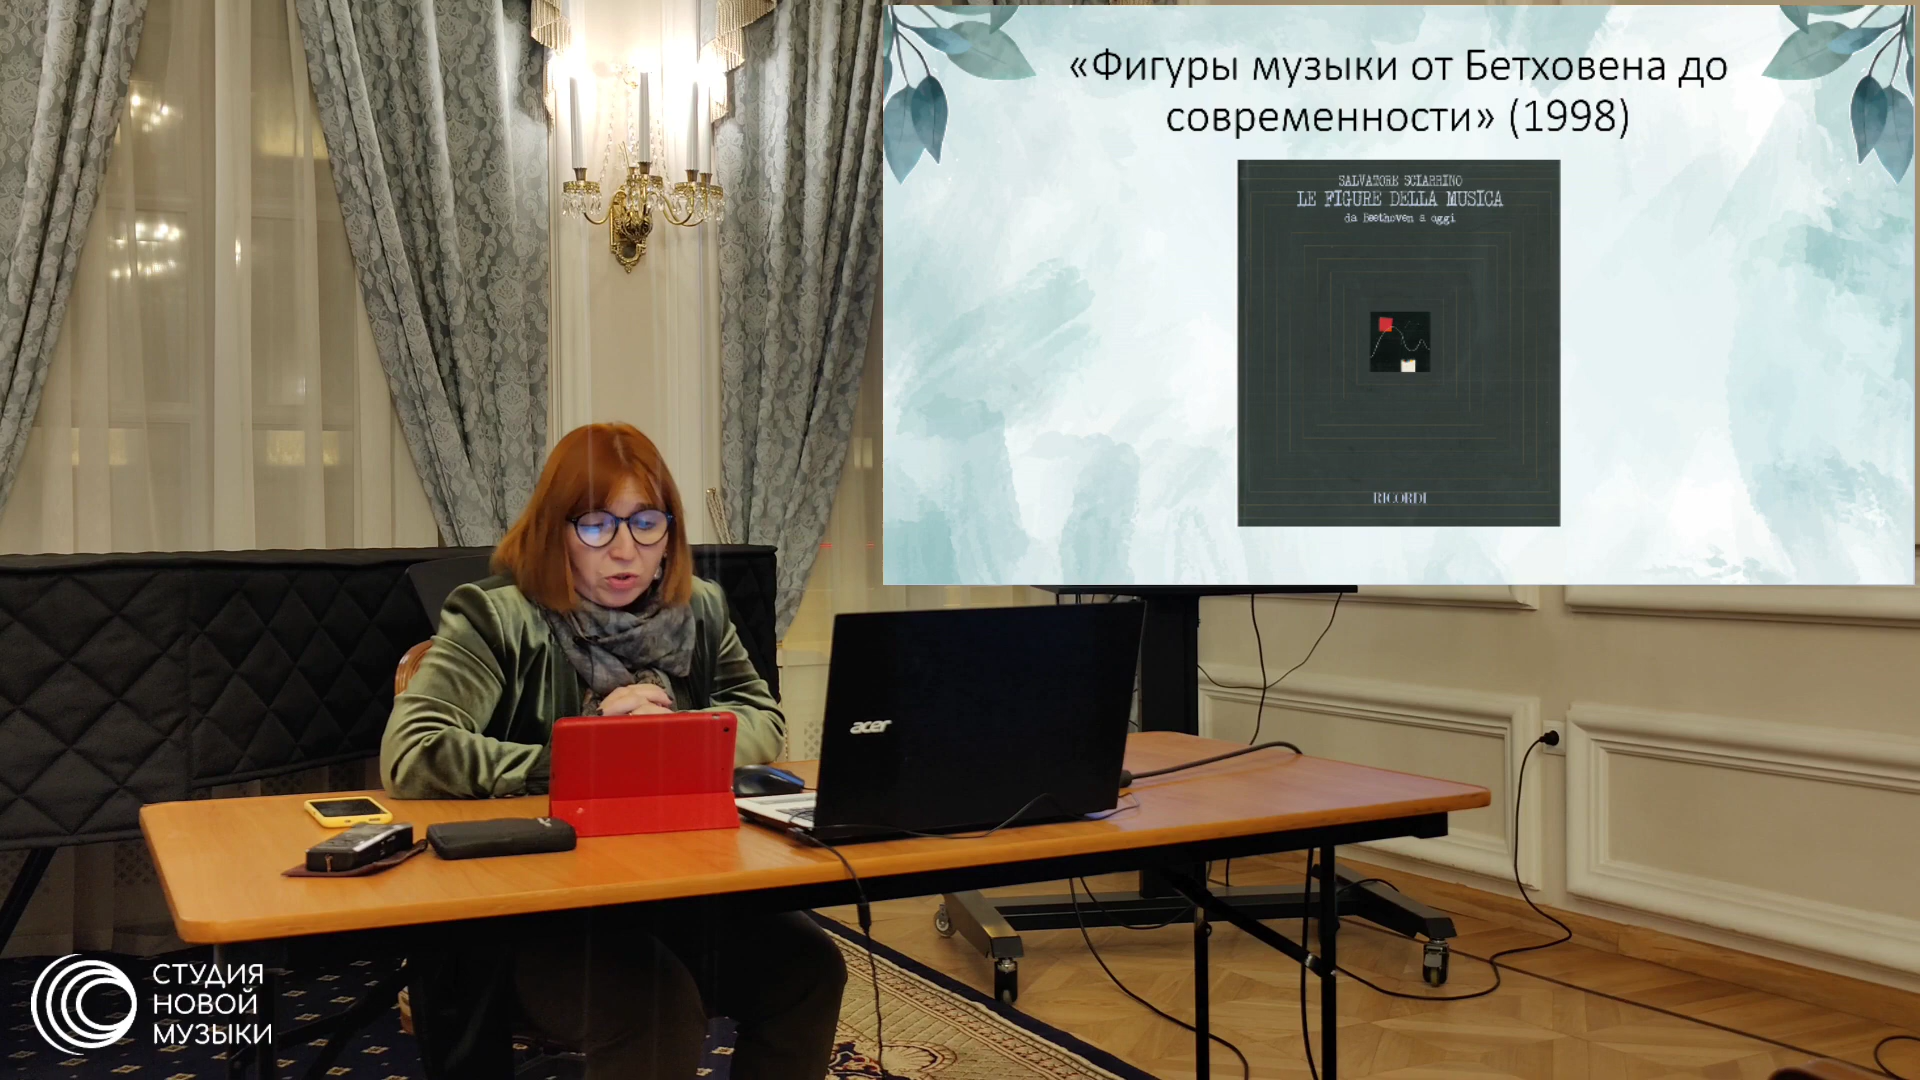 «Фигуры музыки от Бетховена до
современности» (1998)
SALVATORE SCIARRINO
LE FIGURE DELLA MUSICA
da Beethoven a oggi
RICORDI
acer
СТУДИЯ
НОВОЙ
МУЗЫКИ